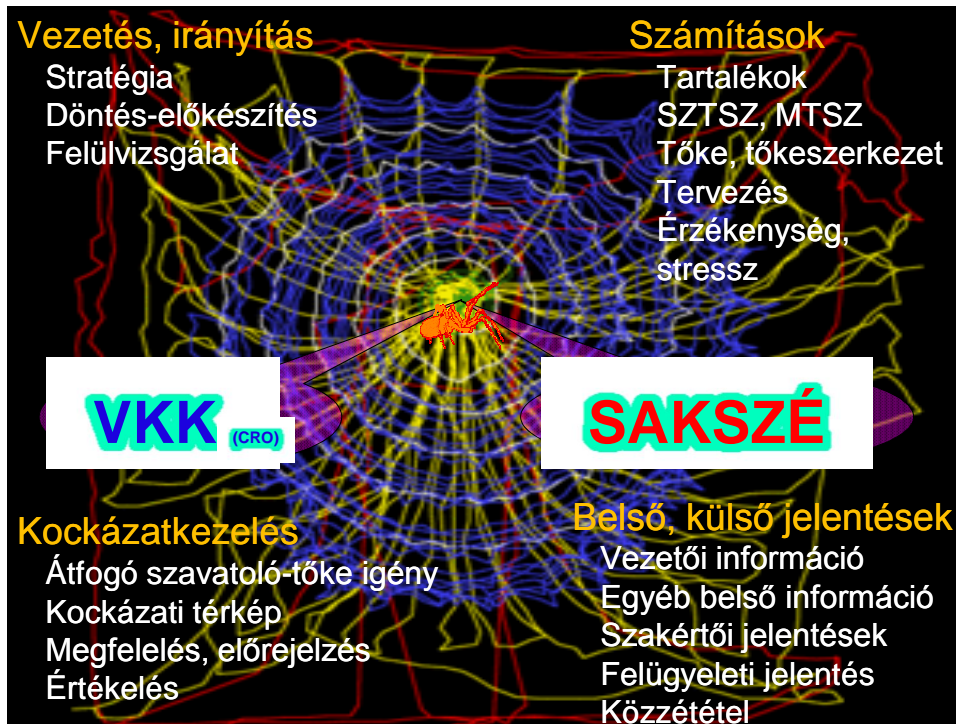 Vezetés, irányítás
Stratégia
Döntés-előkészítés
Felülvizsgálat
Számítások
Tartalékok
SZTSZ, MTSZ
Tőke, tőkeszerkezet
Tervezés
Érzékenység,
stressz
VKK (CRO)
SAKSZÉ
Kockázatkezelés
Átfogó szavatoló-tőke igény
Kockázati térkép
Megfelelés, előrejelzés
Értékelés
Belső, külső jelentések
Vezetői információ
Egyéb belső információ
Szakértői jelentések
Felügyeleti jelentés
Közzététel